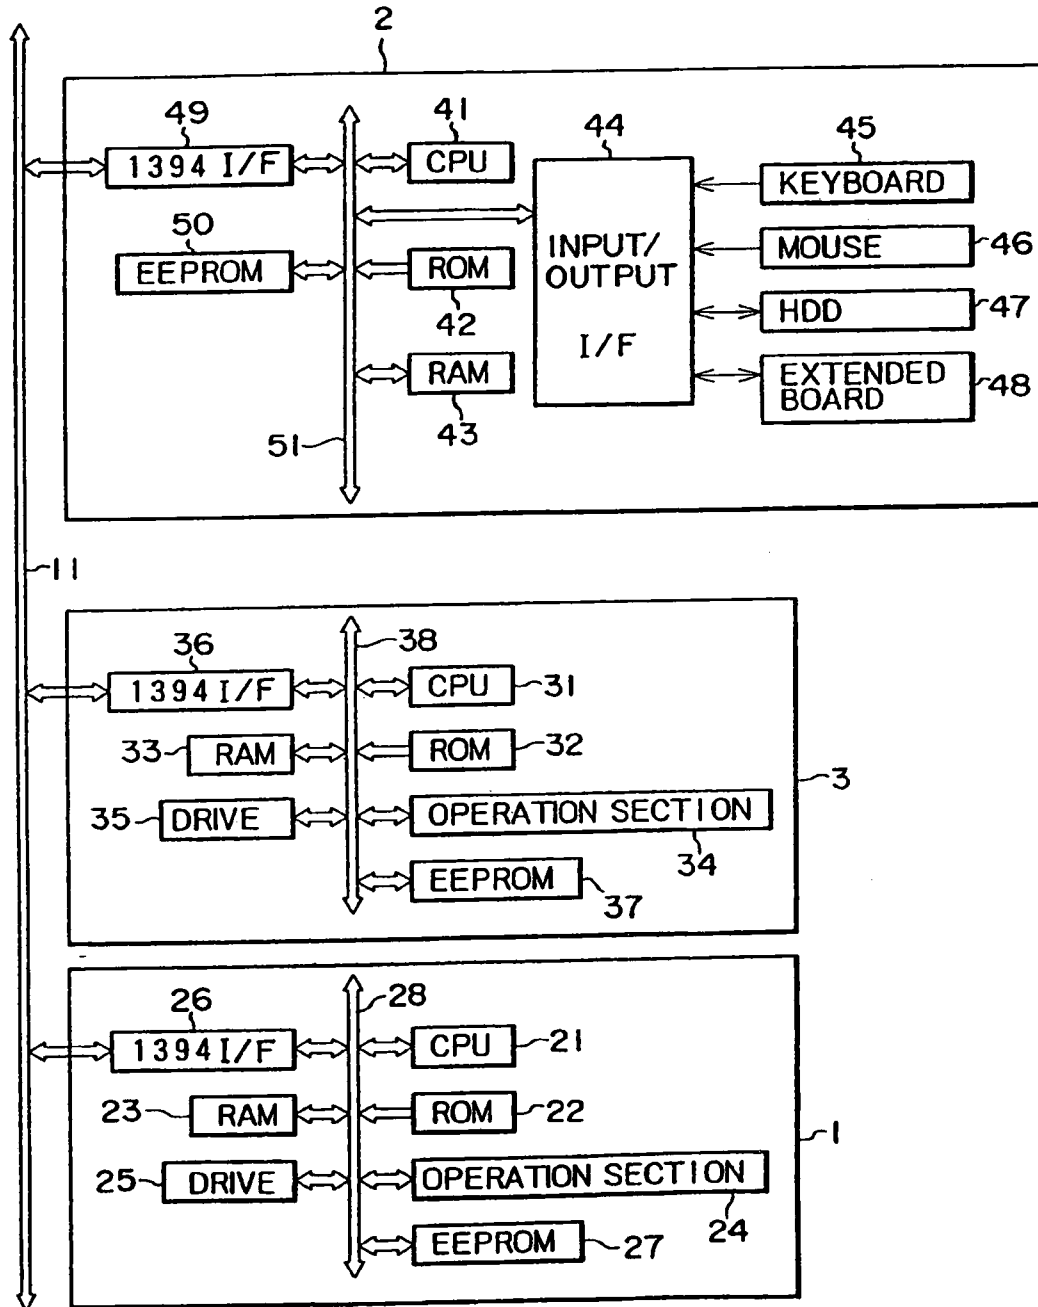 2
49
1394 I/F
41
CPU
44
INPUT/
OUTPUT
I/F
45
KEYBOARD
50
EEPROM
ROM
42
MOUSE
46
HDD
47
RAM
43
EXTENDED
BOARD
48
51
11
36
1394 I/F
38
CPU
31
33
RAM
ROM
32
3
35
DRIVE
OPERATION SECTION
34
EEPROM
37
26
1394 I/F
28
CPU
21
23
RAM
ROM
22
1
25
DRIVE
OPERATION SECTION
24
EEPROM
27